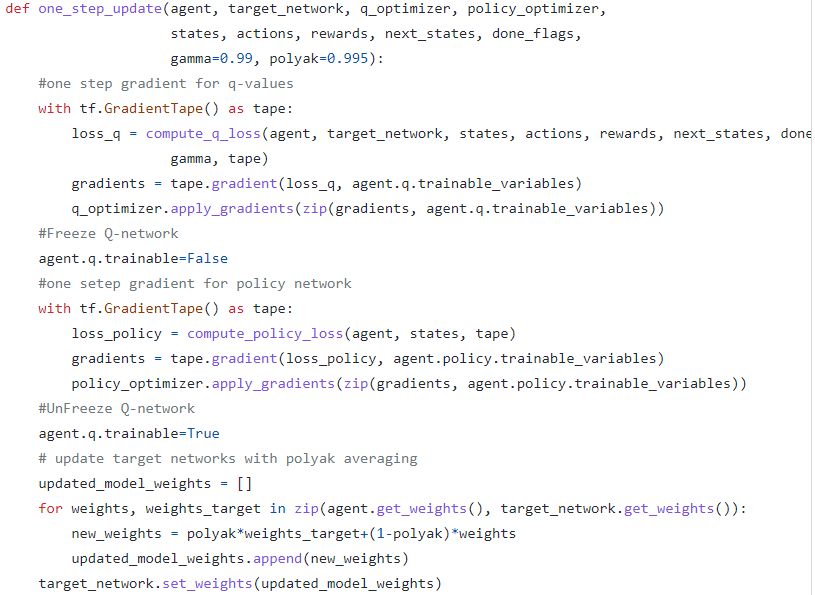 def one_step_update(agent, target_network, q_optimizer, policy_optimizer,
states, actions, rewards, next_states, done_flags,
gamma=0.99, polyak=0.995):
#one step gradient for q-values
with tf.GradientTape() as tape:
loss_q = compute_q_loss(agent, target_network, states, actions, rewards, next_states, done
gamma, tape)
gradients = tape.gradient(loss_q, agent.q.trainable_variables)
q_optimizer.apply_gradients(zip(gradients, agent.q.trainable_variables))
#Freeze Q-network
agent.q.trainable=False
#one setep gradient for policy network
with tf.GradientTape() as tape:
loss_policy = compute_policy_loss(agent, states, tape)
gradients = tape.gradient(loss_policy, agent.policy.trainable_variables)
policy_optimizer.apply_gradients(zip(gradients, agent.policy.trainable_variables))
#UnFreeze Q-network
agent.q.trainable=True
# update target networks with polyak averaging
updated_model_weights = []
for weights, weights_target in zip(agent.get_weights(), target_network.get_weights()):
new_weights = polyak*weights_target+(1-polyak)*weights
updated_model_weights.append(new_weights)
target_network.set_weights(updated_model_weights)